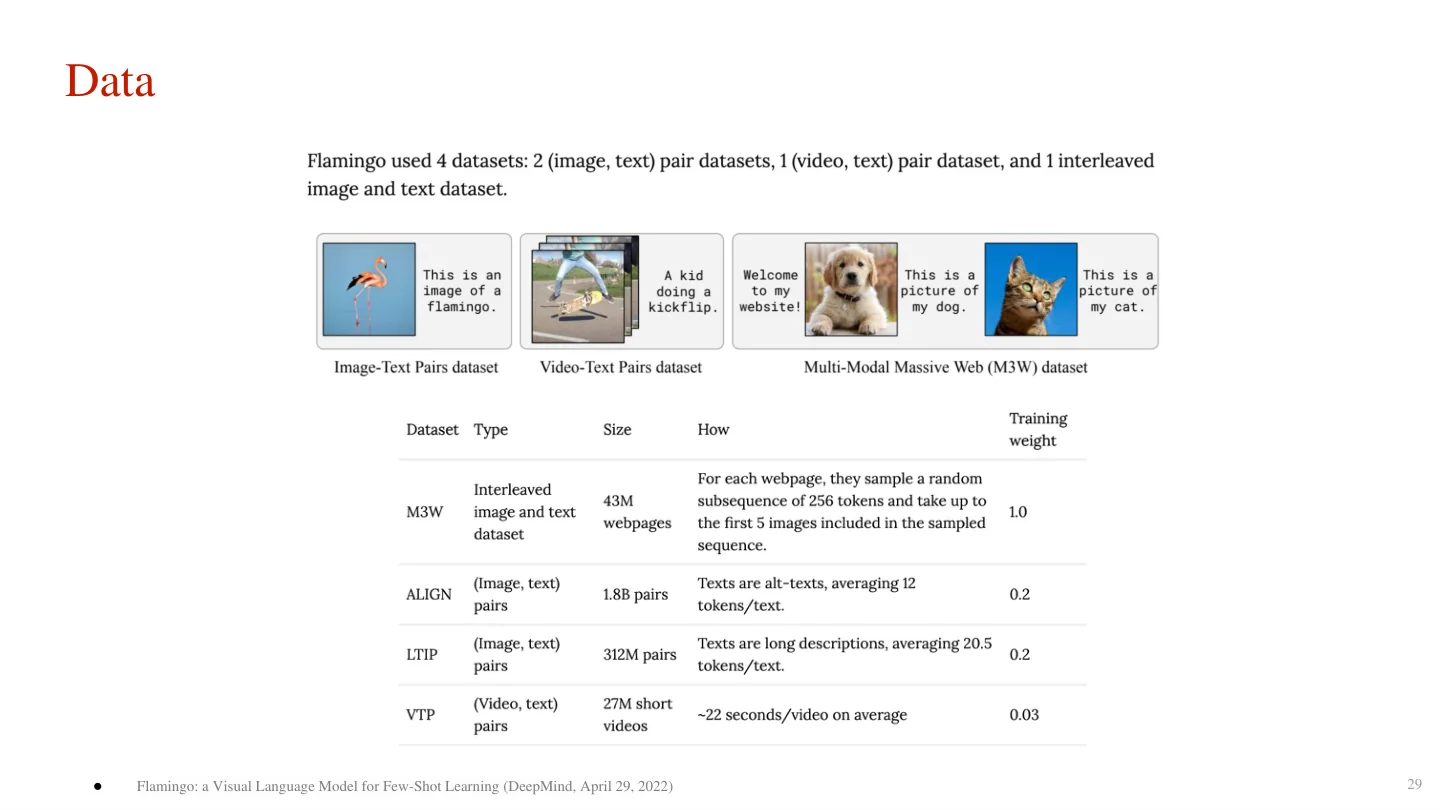 Data
Flamingo used 4 datasets: 2 (image, text) pair datasets, 1 (video, text) pair dataset, and 1 interleaved
image and text dataset.
This is an
image of a
flamingo.
A kid
doing a
kickflip.
Welcome
to my
website!
This is a
picture of
my dog.
This is a
picture of
my cat.
Image-Text Pairs dataset
Video-Text Pairs dataset
Multi-Modal Massive Web (M3W) dataset
Dataset
Type
Size
How
Training
weight
M3W
Interleaved
image and text
dataset
43M
webpages
For each webpage, they sample a random
subsequence of 256 tokens and take up to
the first 5 images included in the sampled
sequence.
1.0
ALIGN
(Image, text)
pairs
1.8B pairs
Texts are alt-texts, averaging 12
tokens/text.
0.2
LTIP
(Image, text)
pairs
312M pairs
Texts are long descriptions, averaging 20.5
tokens/text.
0.2
VTP
(Video, text)
pairs
27M short
videos
~22 seconds/video on average
0.03
● Flamingo: a Visual Language Model for Few-Shot Learning (DeepMind, April 29, 2022)
29